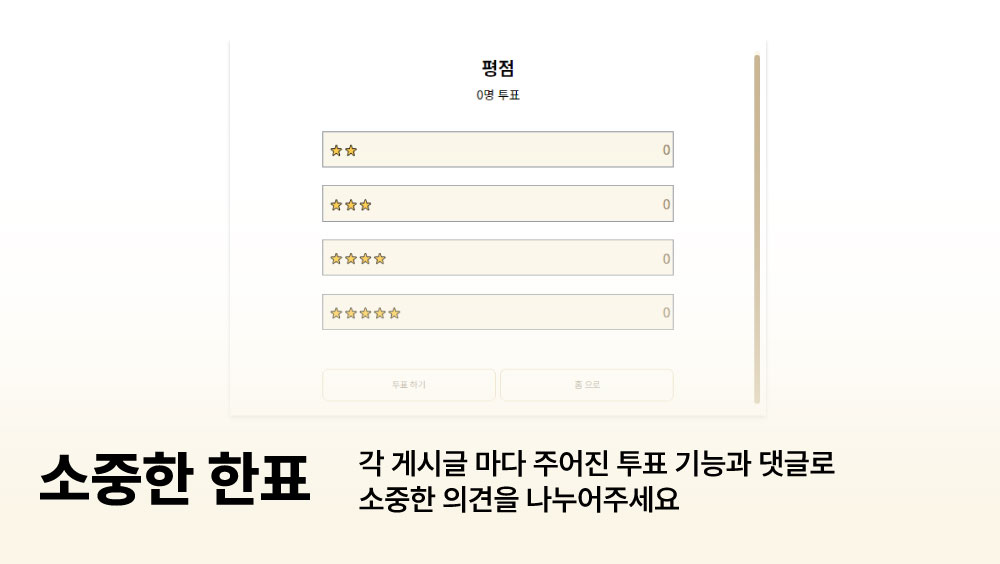 평점
0명 투표
0
0
0
0
투표 하기
홈 으로
소중한 한표
각 게시글 마다 주어진 투표 기능과 댓글로
소중한 의견을 나누어주세요